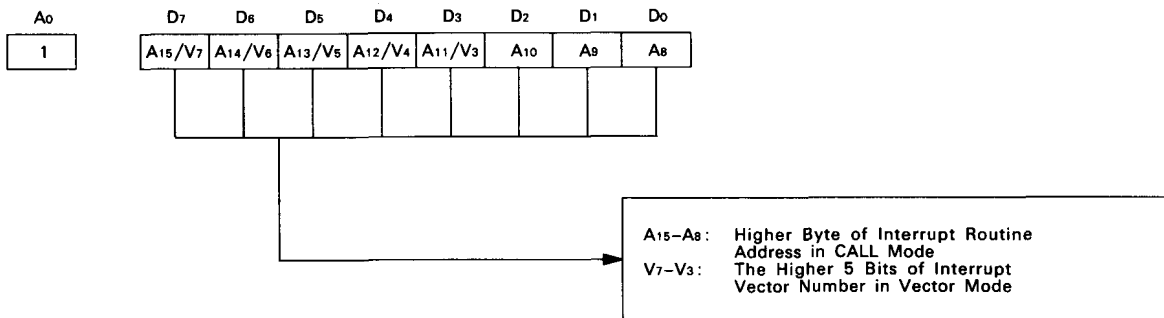 A0 D7 D6 D5 D4 D3 D2 D1 D0
1 A15/V7 A14/V6 A13/V5 A12/V4 A11/V3 A10 A9 A8
A15-A8: Higher Byte of Interrupt Routine
Address in CALL Mode
V7-V3: The Higher 5 Bits of Interrupt
Vector Number in Vector Mode